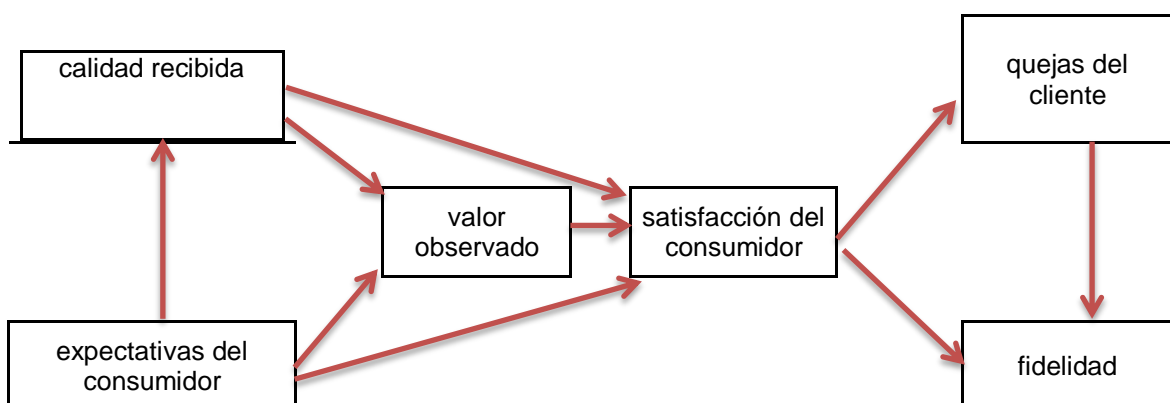 calidad recibida
quejas del
cliente
valor
observado
satisfacción del
consumidor
expectativas del
consumidor
fidelidad